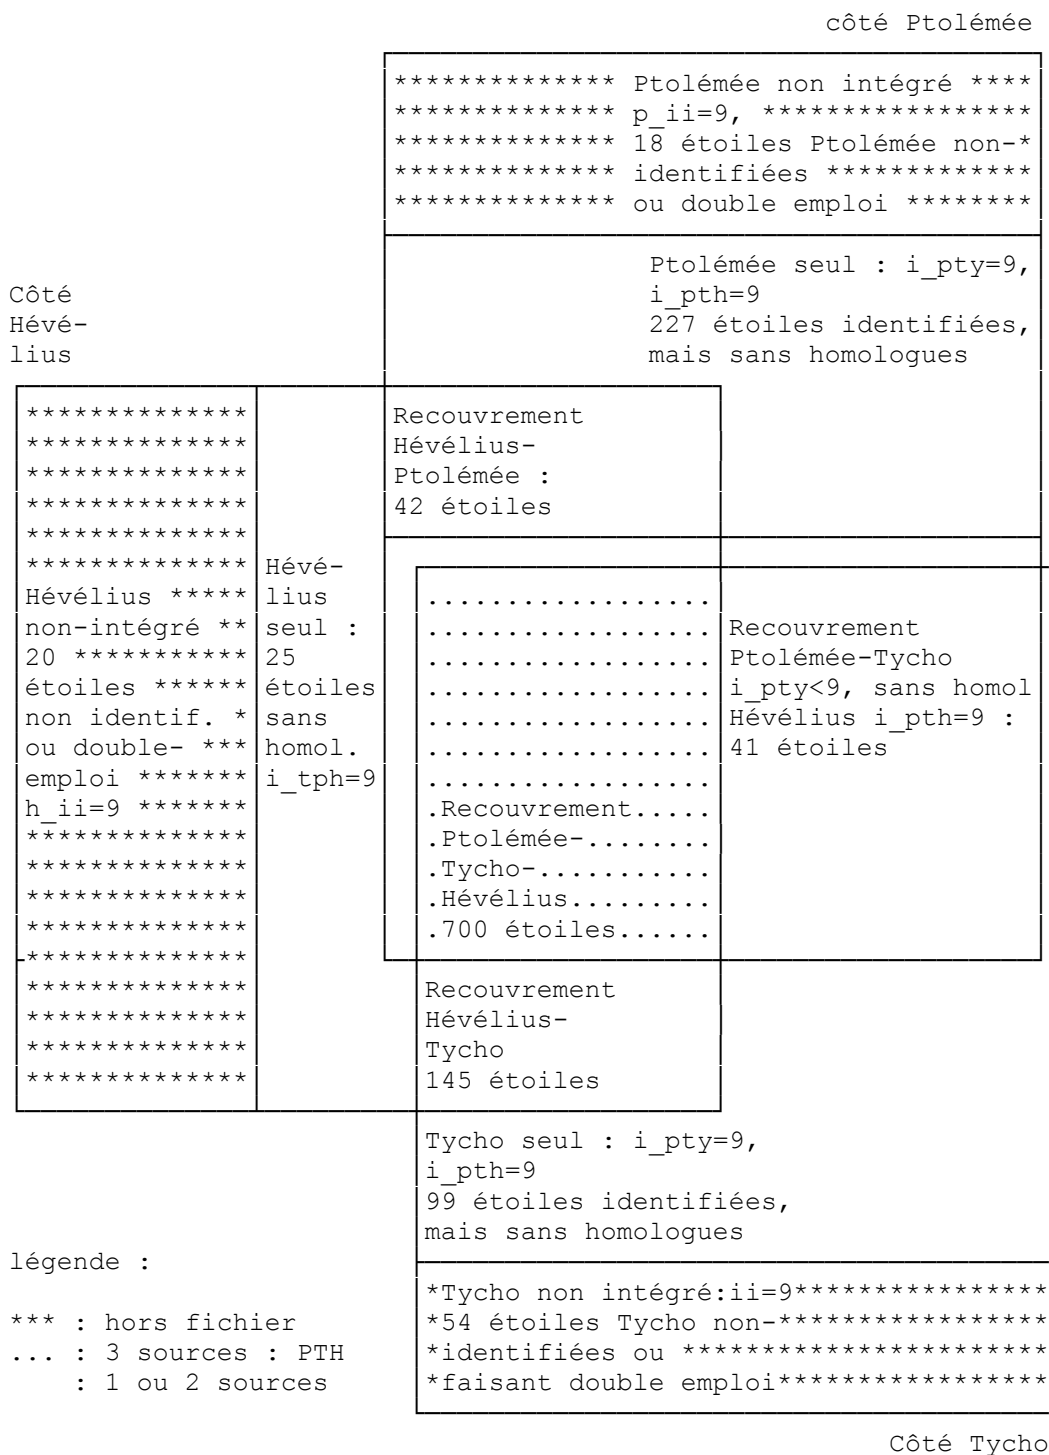 côté Ptolémée
************** Ptolémée non intégré ****
************** p_ii=9, *****************
************** 18 étoiles Ptolémée non-*
************** identifiées *************
************** ou double emploi ********
Ptolémée seul : i_pty=9,
i_pth=9
227 étoiles identifiées,
mais sans homologues
Côté
Hévé-
lius
**************
**************
**************
**************
**************
**************
Hévélius *****
non-intégré **
20 ***********
étoiles ******
non identif. *
ou double- ***
emploi *******
h_ii=9 *******
**************
**************
**************
**************
**************
**************
**************
**************
**************
Hévé-
lius
seul :
25
étoiles
sans
homol.
i_tph=9
Recouvrement
Hévélius-
Ptolémée :
42 étoiles
..................
..................
..................
..................
..................
..................
..................
.Recouvrement.....
.Ptolémée-........
.Tycho-...........
.Hévélius.........
.700 étoiles......
Recouvrement
Ptolémée-Tycho
i_pty<9, sans homol
Hévélius i_pth=9 :
41 étoiles
Recouvrement
Hévélius-
Tycho
145 étoiles
Tycho seul : i_pty=9,
i_pth=9
99 étoiles identifiées,
mais sans homologues
légende :
*** : hors fichier
... : 3 sources : PTH
: 1 ou 2 sources
*Tycho non intégré:ii=9****************
*54 étoiles Tycho non-*****************
*identifiées ou ***********************
*faisant double emploi*****************
Côté Tycho